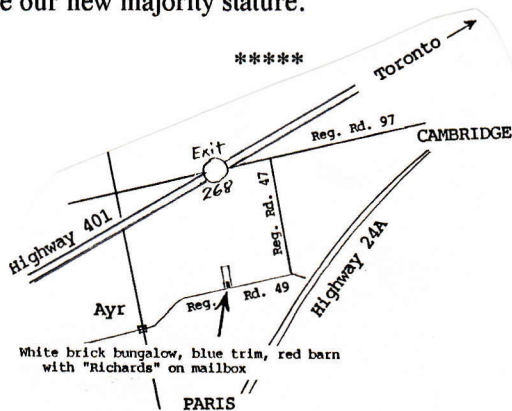 e our new majority stature.
*****
Toronto
Reg. Rd. 97
CAMBRIDGE
Exit
268
Reg. Rd. 47
Highway 401
Highway 24A
Ayr
Reg. Rd. 49
White brick bungalow, blue trim, red barn
with "Richards" on mailbox
PARIS